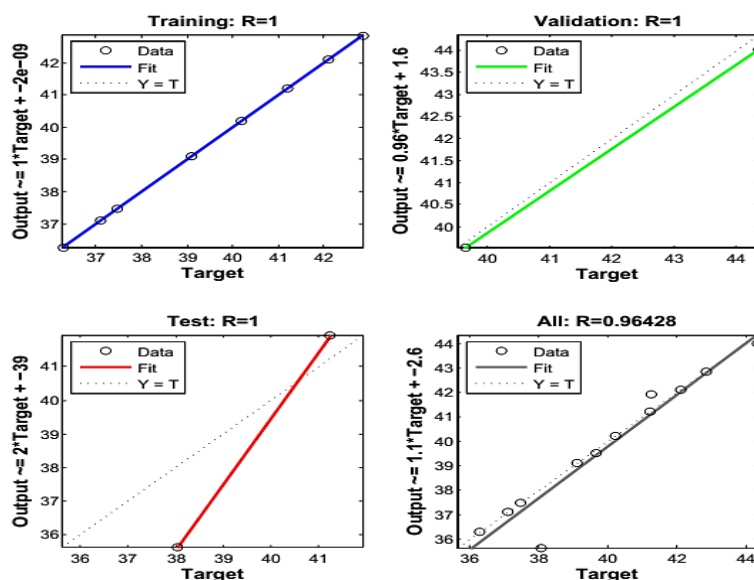 Training: R=1
Output ~= 1*Target + -2e-09
Data
Fit
Y = T
42
41
40
39
38
37
37 38 39 40 41 42
Target
Validation: R=1
Output ~= 0.96*Target + 1.6
Data
Fit
Y = T
44
43.5
43
42.5
42
41.5
41
40.5
40
40 41 42 43 44
Target
Test: R=1
Output ~= 2*Target + -39
Data
Fit
Y = T
41
40
39
38
37
36
36 37 38 39 40 41
Target
All: R=0.96428
Output ~= 1.1*Target + -2.6
Data
Fit
Y = T
44
43
42
41
40
39
38
37
36
36 38 40 42 44
Target